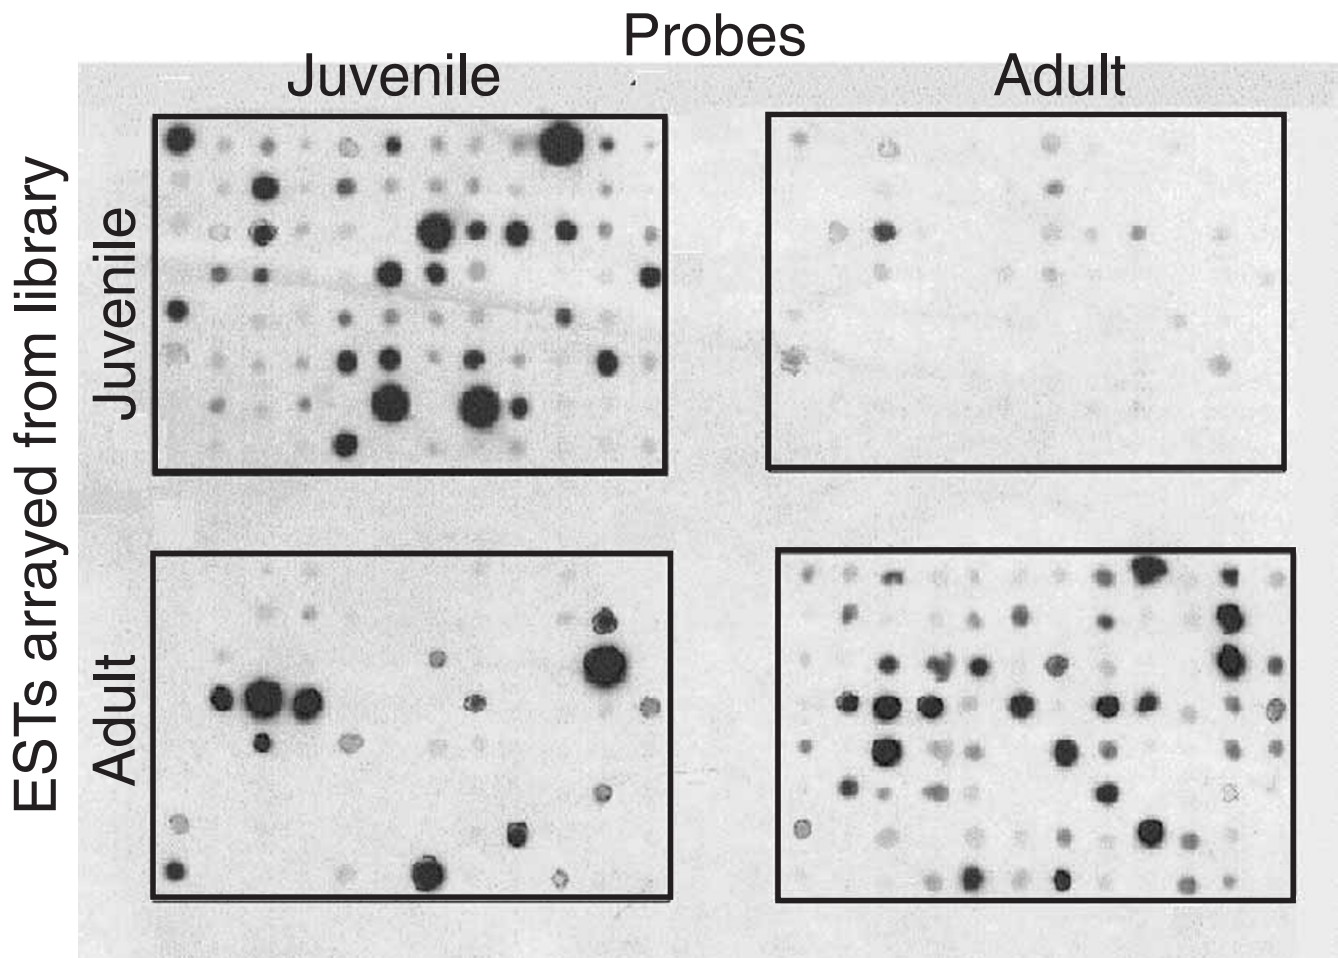 Probes
Juvenile
Adult
ESTs arrayed from library
Juvenile
Adult